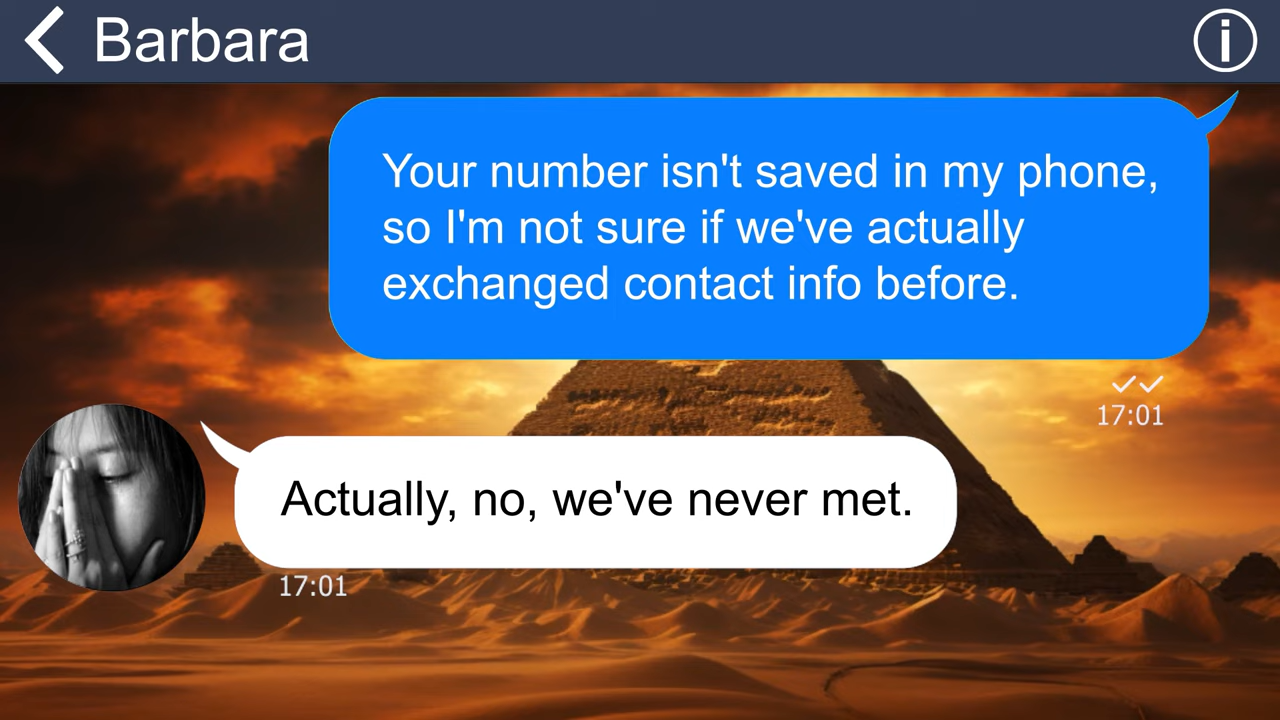 Barbara
Your number isn't saved in my phone,
so I'm not sure if we've actually
exchanged contact info before.
17:01
Actually, no, we've never met.
17:01